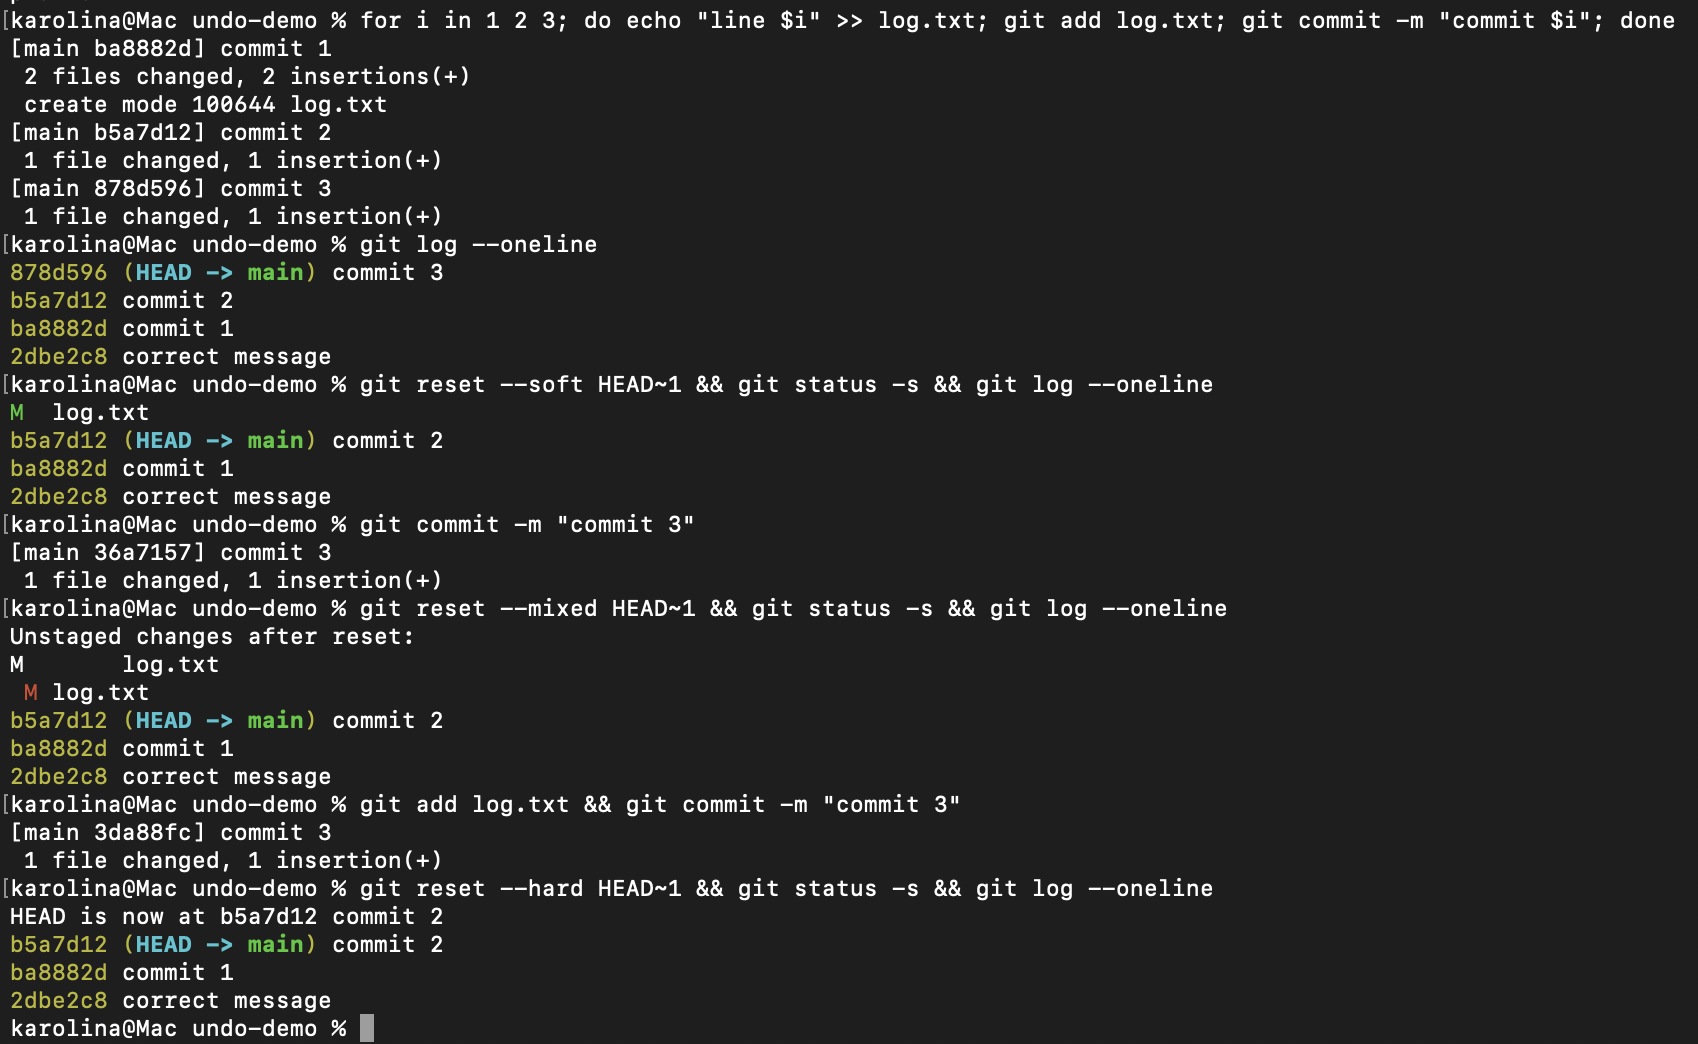 [karolina@Mac undo-demo % for i in 1 2 3; do echo "line $i" >> log.txt; git add log.txt; git commit -m "commit $i"; done
[main ba8882d] commit 1
 2 files changed, 2 insertions(+)
 create mode 100644 log.txt
[main b5a7d12] commit 2
 1 file changed, 1 insertion(+)
[main 878d596] commit 3
 1 file changed, 1 insertion(+)
[karolina@Mac undo-demo % git log --oneline
878d596 (HEAD -> main) commit 3
b5a7d12 commit 2
ba8882d commit 1
2dbe2c8 correct message
[karolina@Mac undo-demo % git reset --soft HEAD~1 && git status -s && git log --oneline
M  log.txt
b5a7d12 (HEAD -> main) commit 2
ba8882d commit 1
2dbe2c8 correct message
[karolina@Mac undo-demo % git commit -m "commit 3"
[main 36a7157] commit 3
 1 file changed, 1 insertion(+)
[karolina@Mac undo-demo % git reset --mixed HEAD~1 && git status -s && git log --oneline
Unstaged changes after reset:
M       log.txt
 M log.txt
b5a7d12 (HEAD -> main) commit 2
ba8882d commit 1
2dbe2c8 correct message
[karolina@Mac undo-demo % git add log.txt && git commit -m "commit 3"
[main 3da88fc] commit 3
 1 file changed, 1 insertion(+)
[karolina@Mac undo-demo % git reset --hard HEAD~1 && git status -s && git log --oneline
HEAD is now at b5a7d12 commit 2
b5a7d12 (HEAD -> main) commit 2
ba8882d commit 1
2dbe2c8 correct message
karolina@Mac undo-demo %